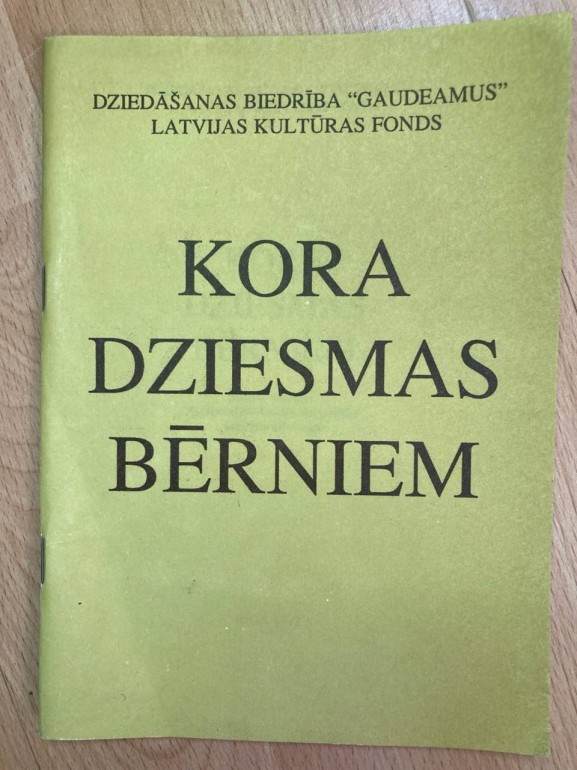 DZIEDĀŠANAS BIEDRĪBA “GAUDEAMUS”
LATVIJAS KULTŪRAS FONDS
KORA
DZIESMAS
BĒRNIEM